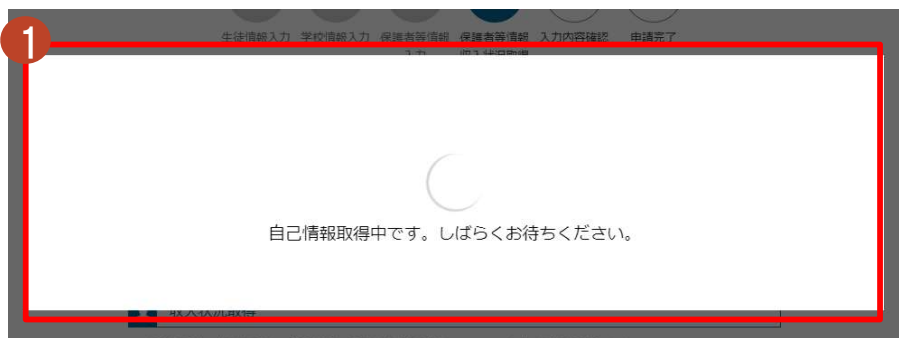 1
生徒情報入力 学校情報入力 保護者等情報 保護者等情報 入力内容確認 申請完了
入力 収入状況取得
自己情報取得中です。しばらくお待ちください。
収入状況取得